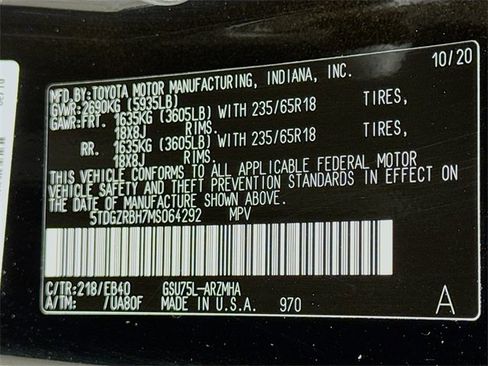 MFD.BY:TOYOTA MOTOR MANUFACTURING, INDIANA, INC. 10/20
GVWR: 2690KG (5935LB)
GAWR:FRT. 1635KG (3605LB) WITH 235/65R18 TIRES,
18X8J RIMS.
RR. 1635KG (3605LB) WITH 235/65R18 TIRES,
18X8J RIMS.
THIS VEHICLE CONFORMS TO ALL APPLICABLE FEDERAL MOTOR
VEHICLE SAFETY AND THEFT PREVENTION STANDARDS IN EFFECT ON
THE DATE OF MANUFACTURE SHOWN ABOVE.
5TDGZRBH7MS064292 MPV
C/TR:218/EB40 GSU75L-ARZMHA
A/TM: /UA80F MADE IN U.S.A. 970 A